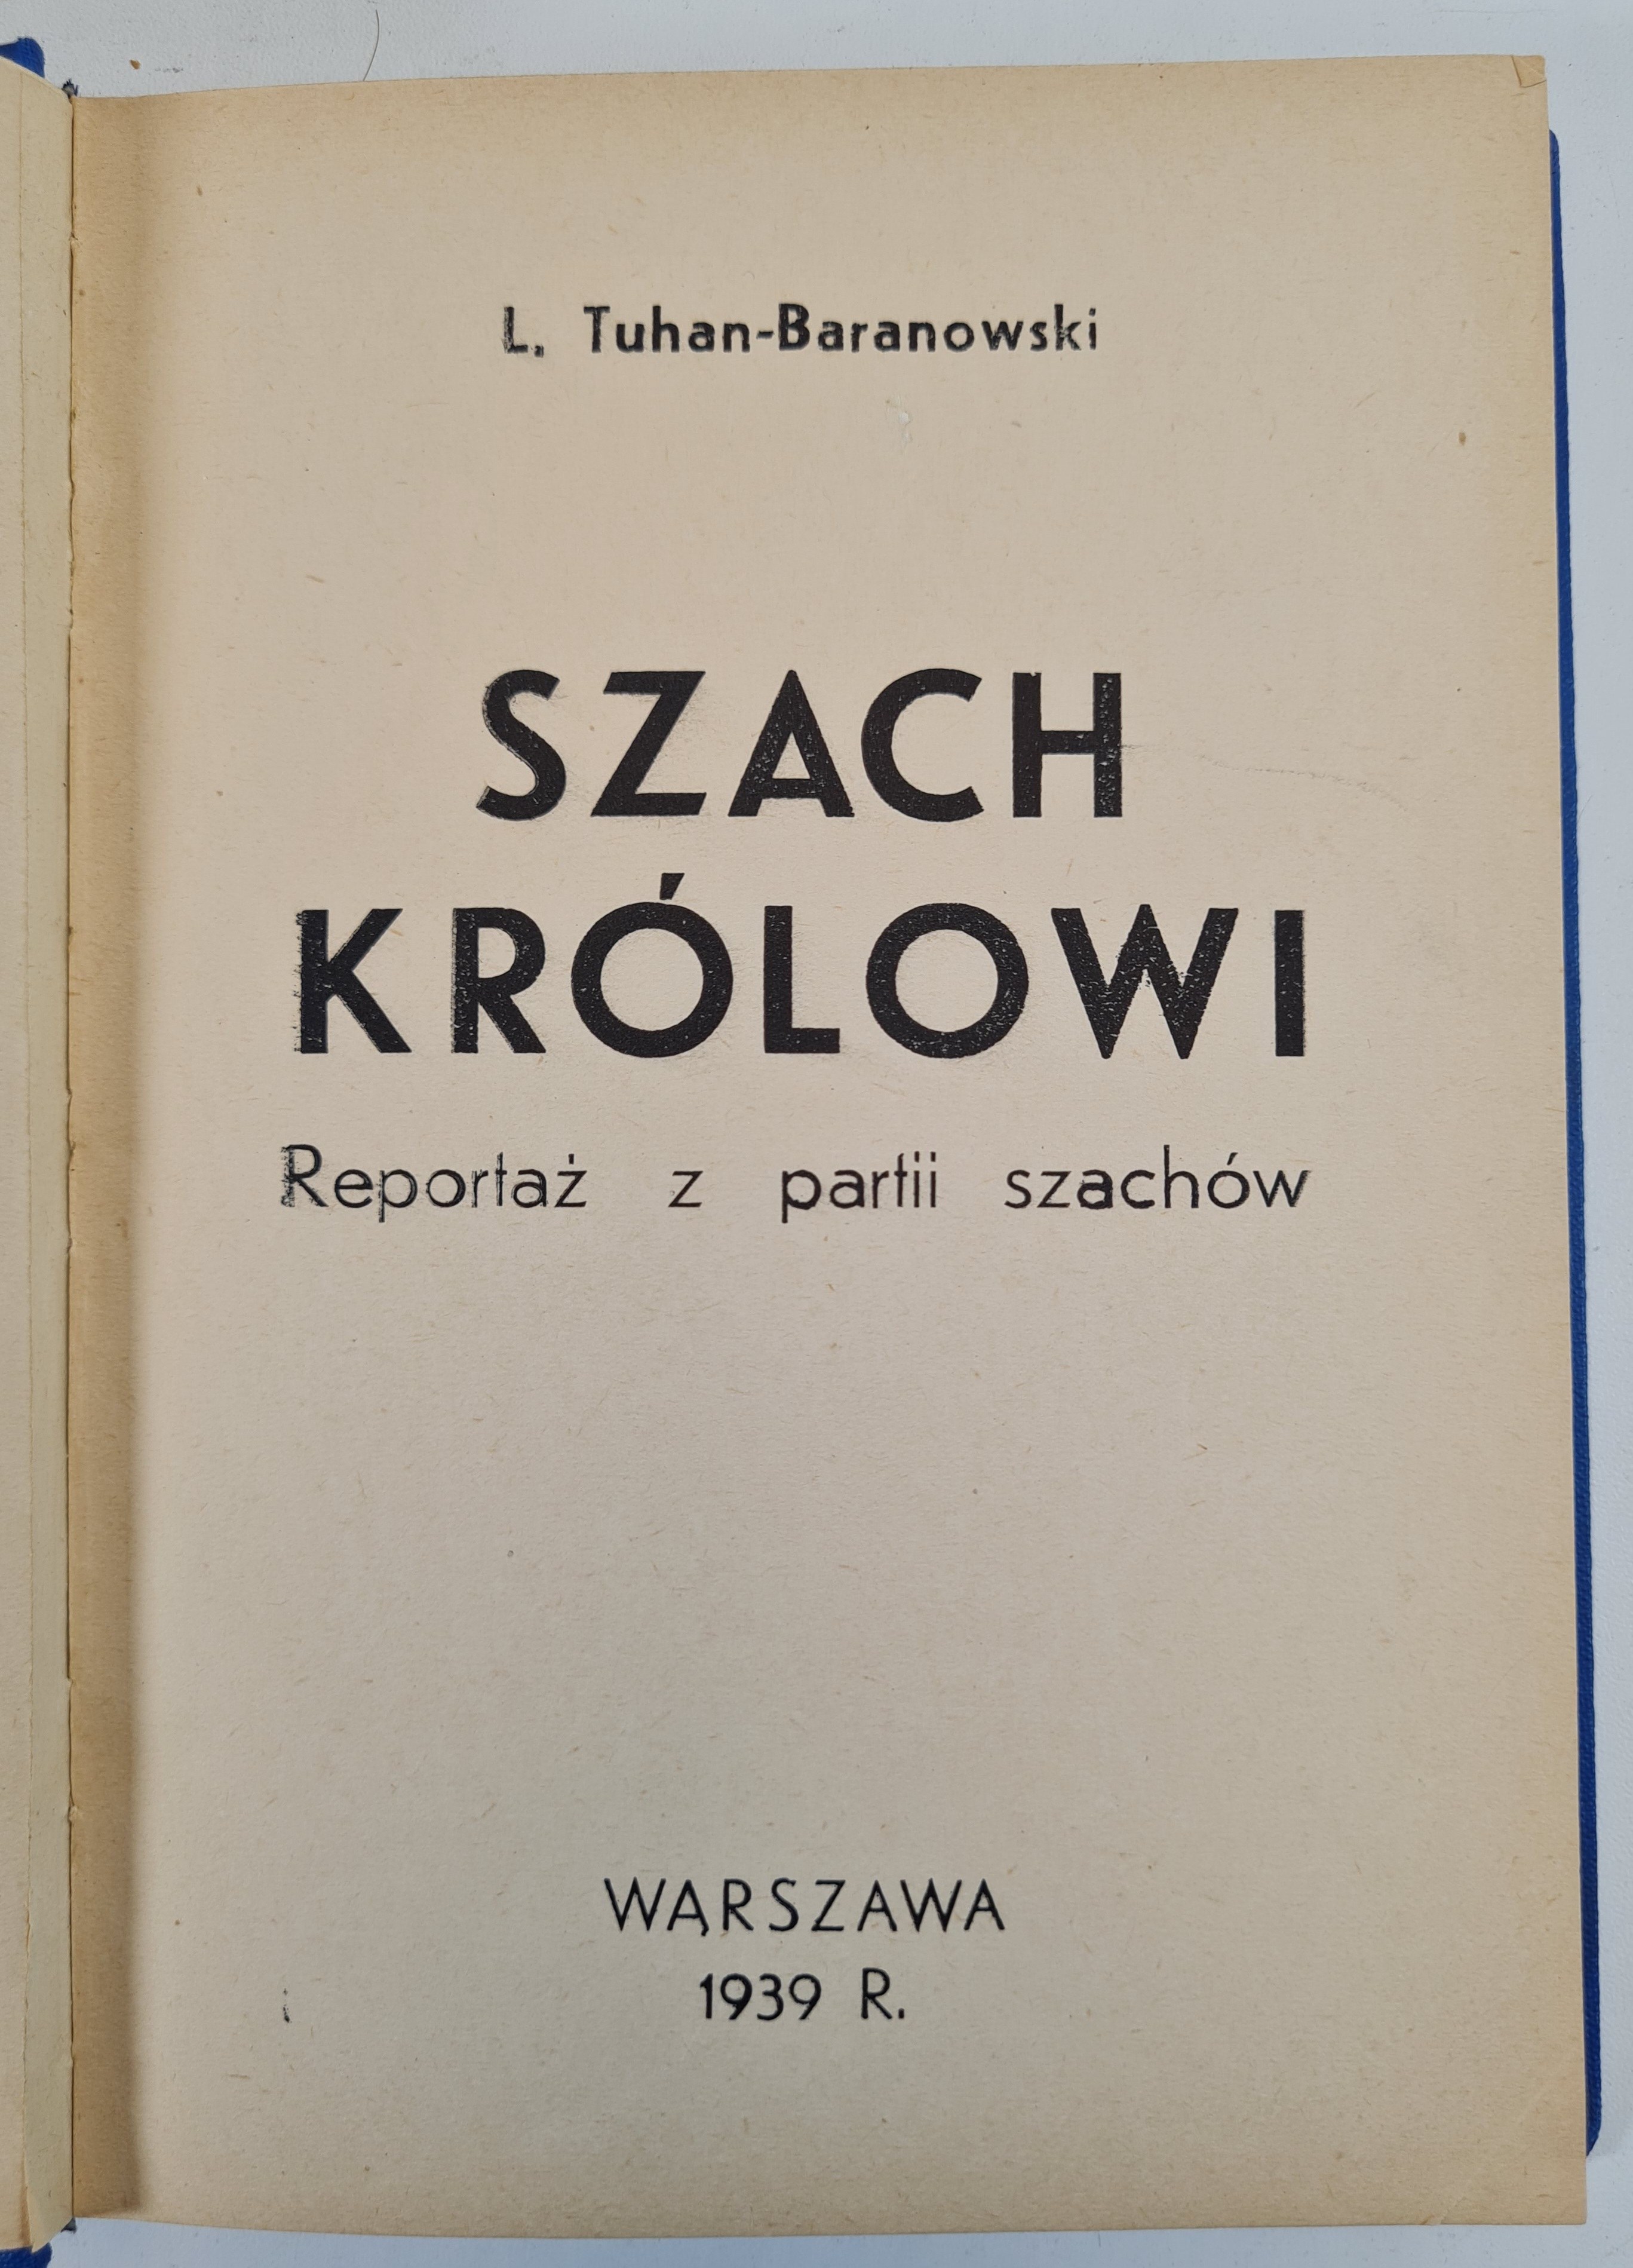 L. Tuhan-Baranowski
SZACH
KRÓLOWI
Reportaż z partii szachów
WARSZAWA
1939 R.